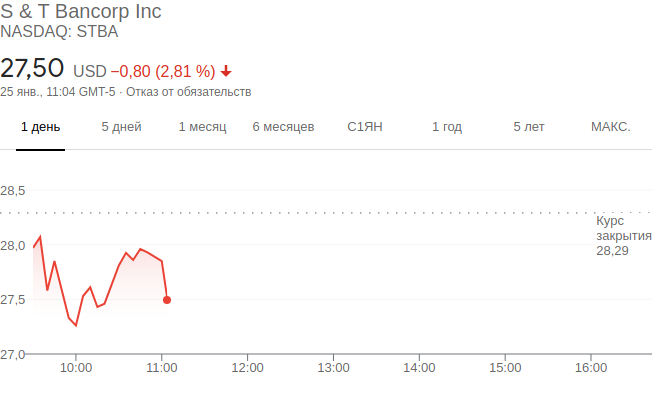 S & T Bancorp Inc
NASDAQ: STBA
27,50 USD −0,80 (2,81 %)
25 янв., 11:04 GMT-5 · Отказ от обязательств
1 день 5 дней 1 месяц 6 месяцев С1ЯН 1 год 5 лет МАКС.
28,5
Курс
закрытия
28,29
28,0
27,5
27,0
10:00 11:00 12:00 13:00 14:00 15:00 16:00